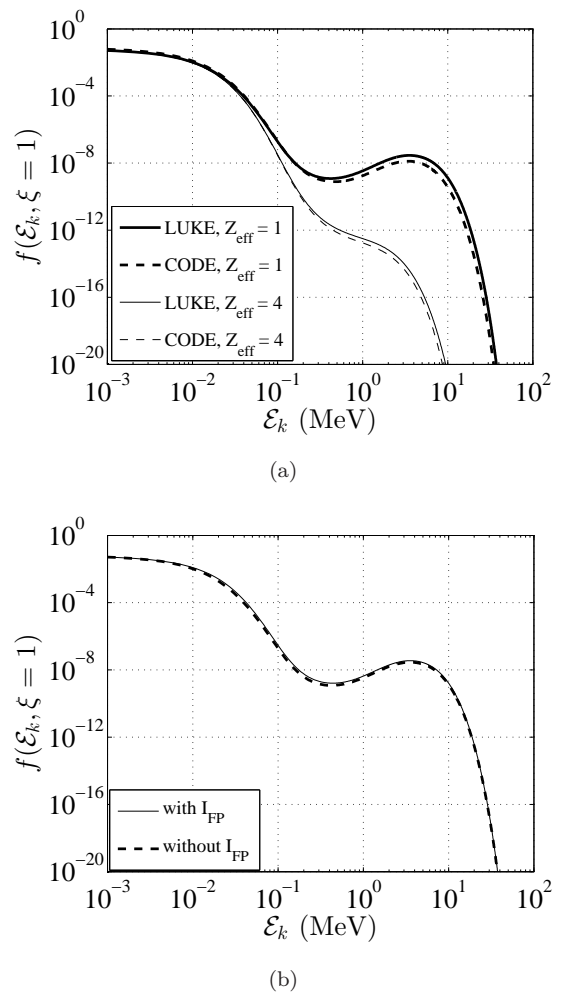 10^0
10^-4
10^-8
10^-12
10^-16
10^-20
f(ℰ_k, ξ = 1)
LUKE, Z_eff = 1
CODE, Z_eff = 1
LUKE, Z_eff = 4
CODE, Z_eff = 4
10^-3 10^-2 10^-1 10^0 10^1 10^2
ℰ_k (MeV)
(a)
10^0
10^-4
10^-8
10^-12
10^-16
10^-20
f(ℰ_k, ξ = 1)
with I_FP
without I_FP
10^-3 10^-2 10^-1 10^0 10^1 10^2
ℰ_k (MeV)
(b)